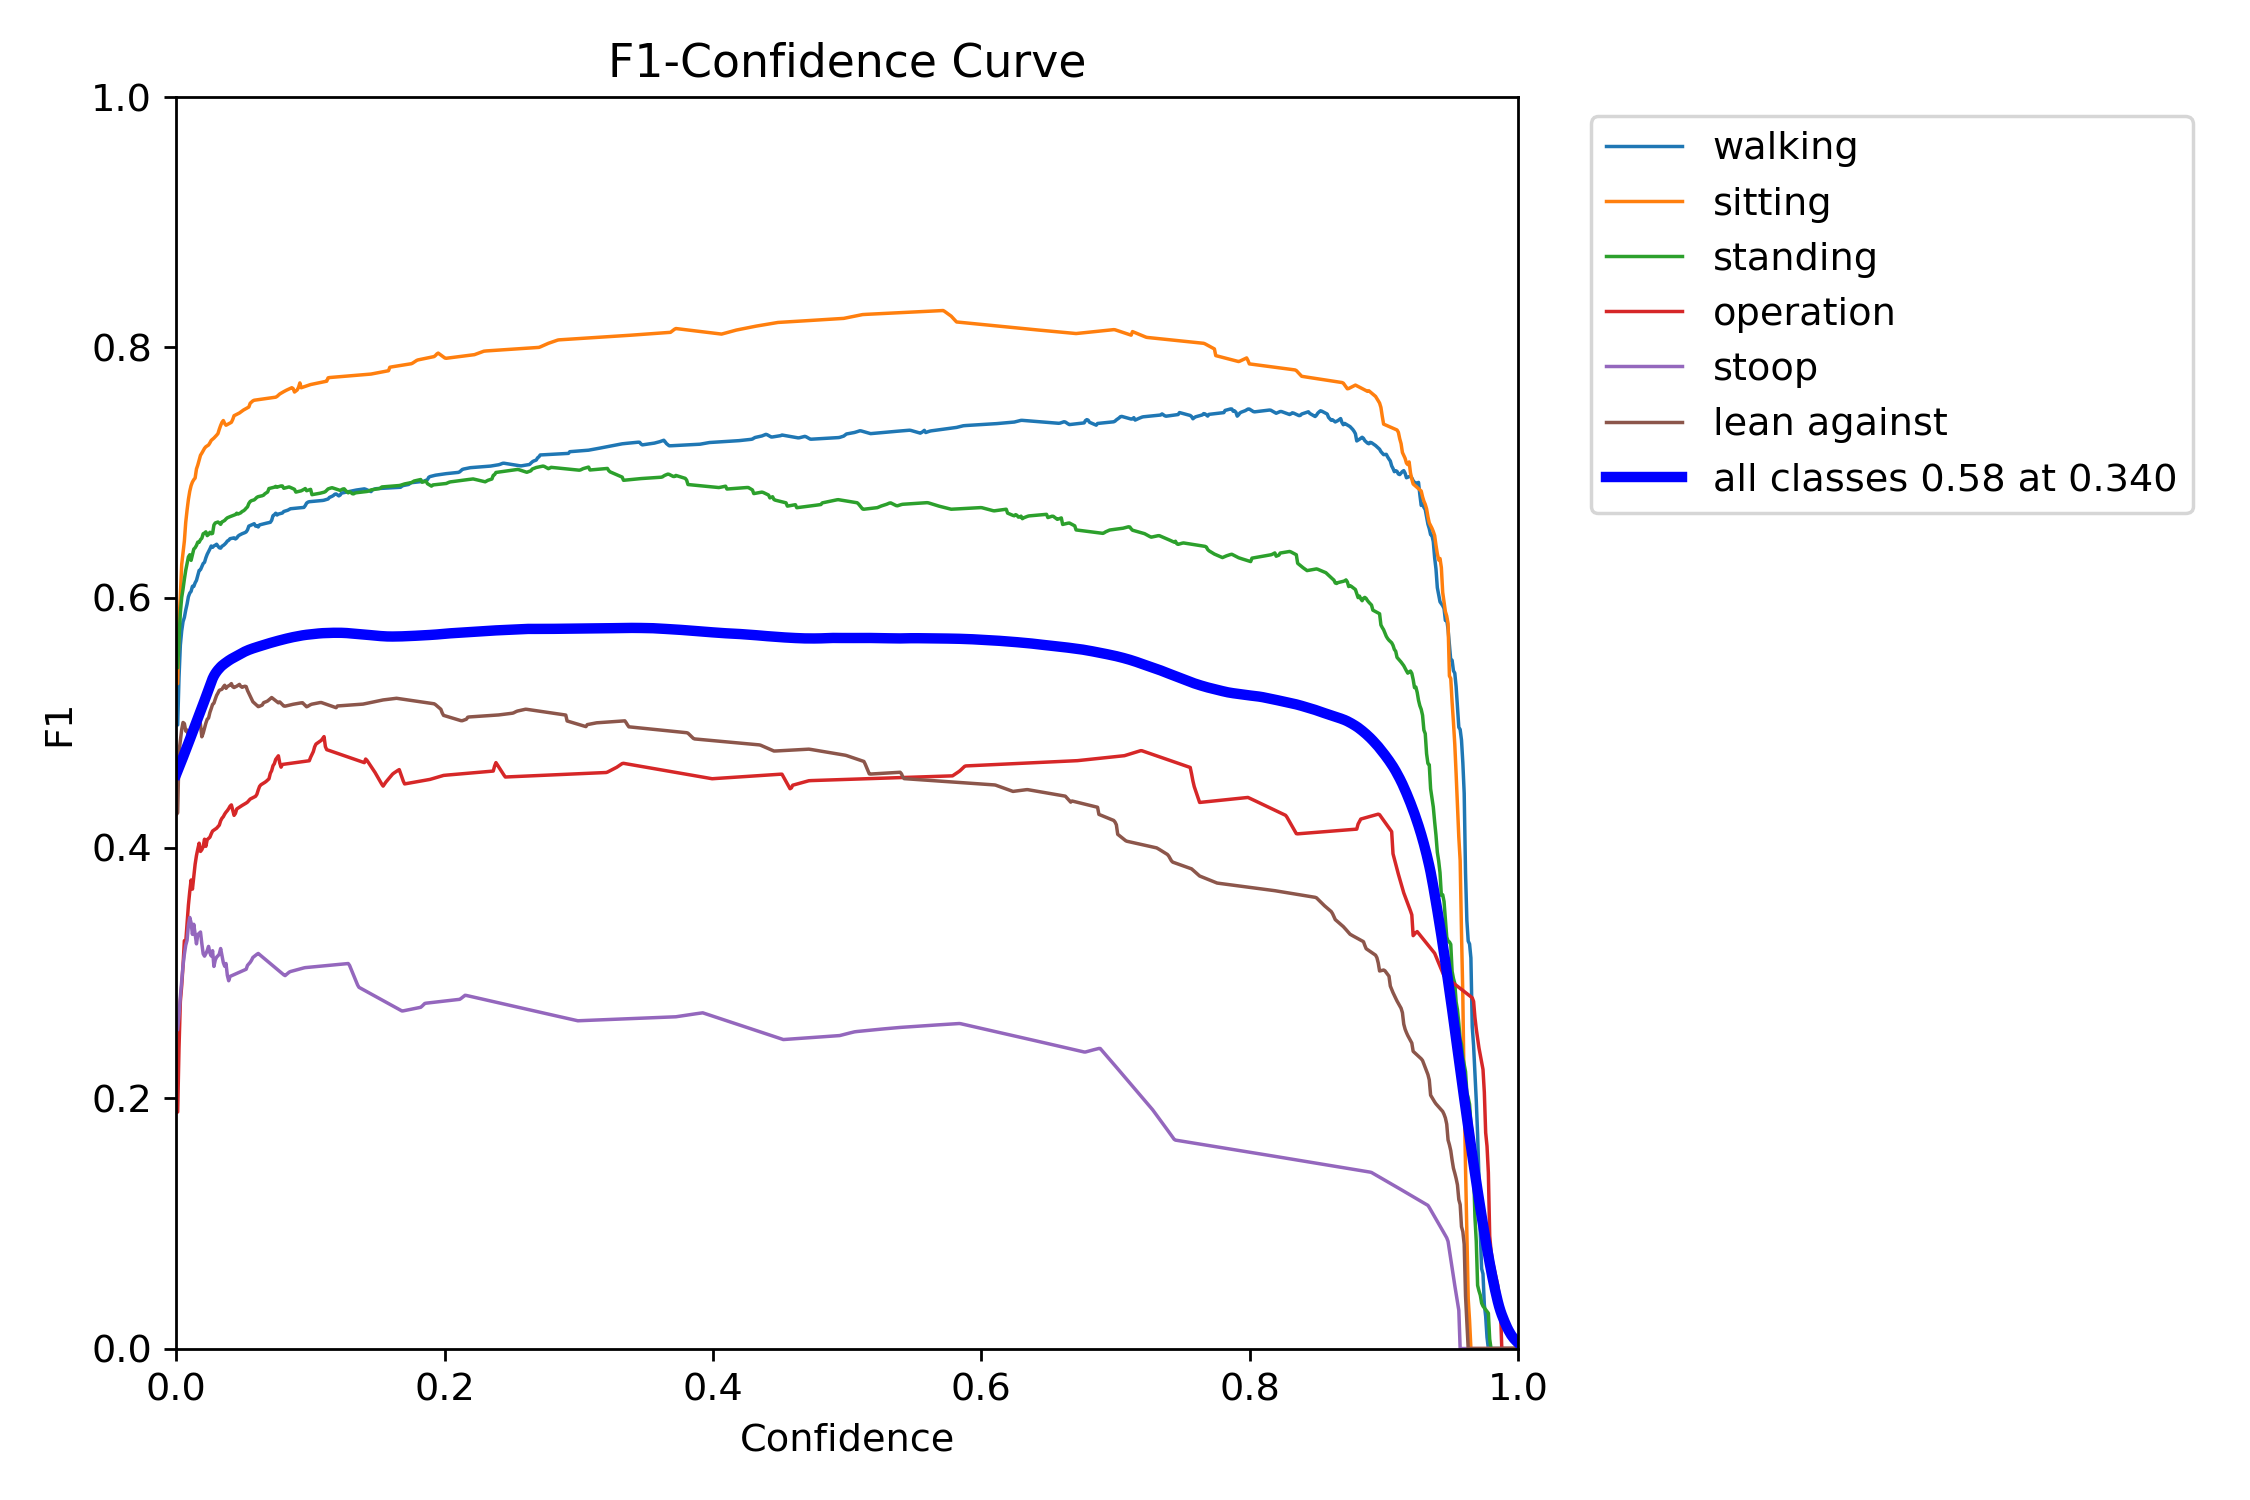 F1-Confidence Curve
1.0
0.8
0.6
0.4
0.2
0.0
F1
0.0 0.2 0.4 0.6 0.8 1.0
Confidence
walking
sitting
standing
operation
stoop
lean against
all classes 0.58 at 0.340